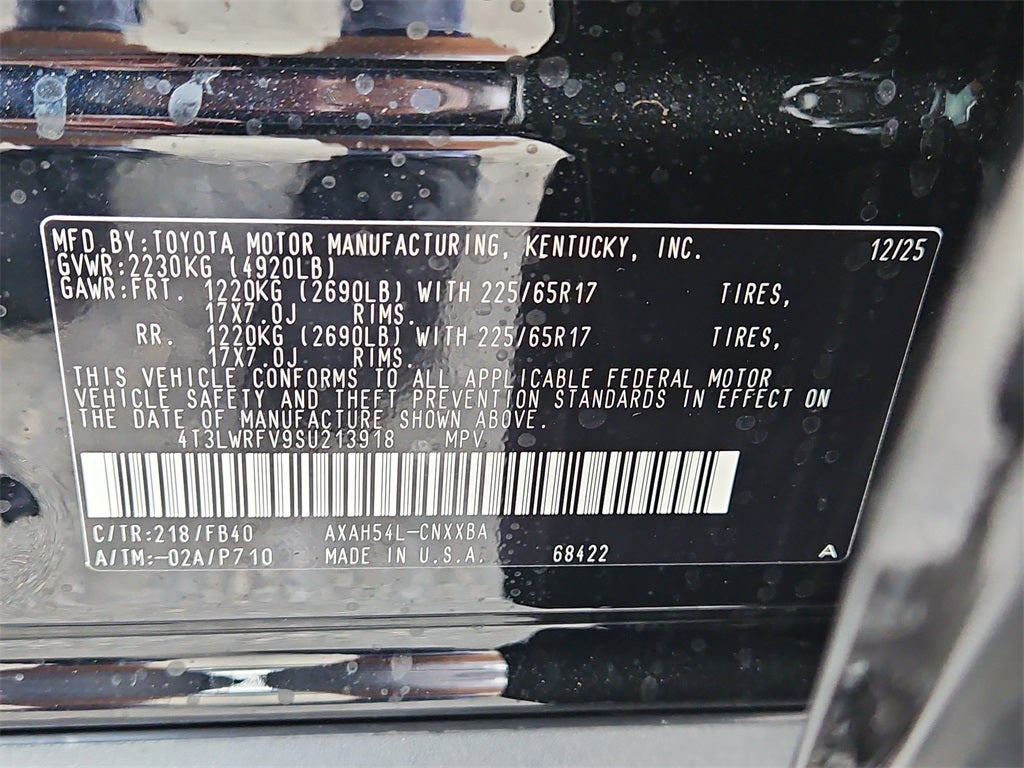 MFD.BY:TOYOTA MOTOR MANUFACTURING, KENTUCKY, INC. 12/25
GVWR:2230KG (4920LB)
GAWR:FRT. 1220KG (2690LB) WITH 225/65R17 TIRES,
17X7.0J RIMS.
RR. 1220KG (2690LB) WITH 225/65R17 TIRES,
17X7.0J RIMS.
THIS VEHICLE CONFORMS TO ALL APPLICABLE FEDERAL MOTOR
VEHICLE SAFETY AND THEFT PREVENTION STANDARDS IN EFFECT ON
THE DATE OF MANUFACTURE SHOWN ABOVE.
4T3LWRFV9SU213918 MPV
C/TR:218/FB40 AXAH54L-CNXXBA
A/TM:-02A/P710 MADE IN U.S.A. 68422 A